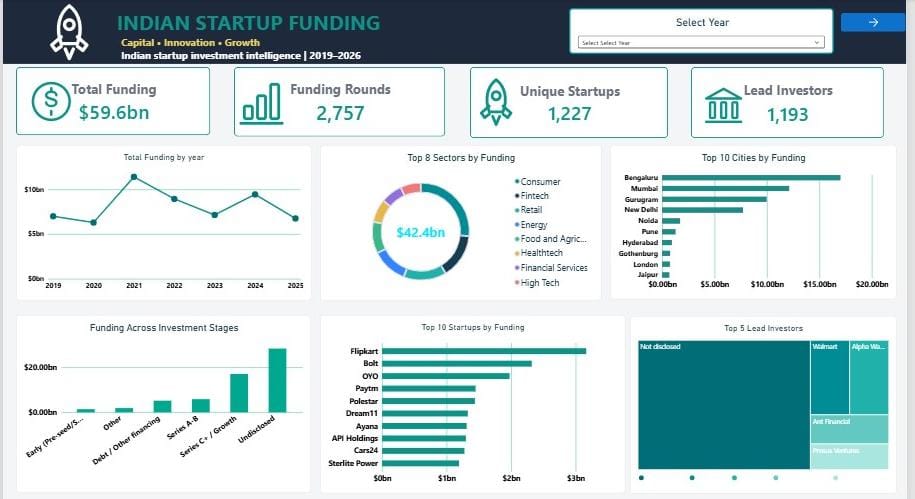 INDIAN STARTUP FUNDING
Capital • Innovation • Growth
Indian startup investment intelligence | 2019–2026
Select Year
Select Select Year
Total Funding
$59.6bn
Funding Rounds
2,757
Unique Startups
1,227
Lead Investors
1,193
Total Funding by year
$10bn
$5bn
$0bn
2019 2020 2021 2022 2023 2024 2025
Top 8 Sectors by Funding
$42.4bn
Consumer
Fintech
Retail
Energy
Food and Agric...
Healthtech
Financial Services
High Tech
Top 10 Cities by Funding
Bengaluru
Mumbai
Gurugram
New Delhi
Noida
Pune
Hyderabad
Gothenburg
London
Jaipur
$0.00bn $5.00bn $10.00bn $15.00bn $20.00bn
Funding Across Investment Stages
$20.00bn
$0.00bn
Early (Pre-seed/S...
Other
Debt / Other Financing
Series A-B
Series C+ / Growth
Undisclosed
Top 10 Startups by Funding
Flipkart
Bolt
OYO
Paytm
Polestar
Dream11
Ayana
API Holdings
Cars24
Sterlite Power
$0bn $1bn $2bn $3bn
Top 5 Lead Investors
Not disclosed
Walmart
Alpha Wa...
Ant Financial
Prosus Ventures